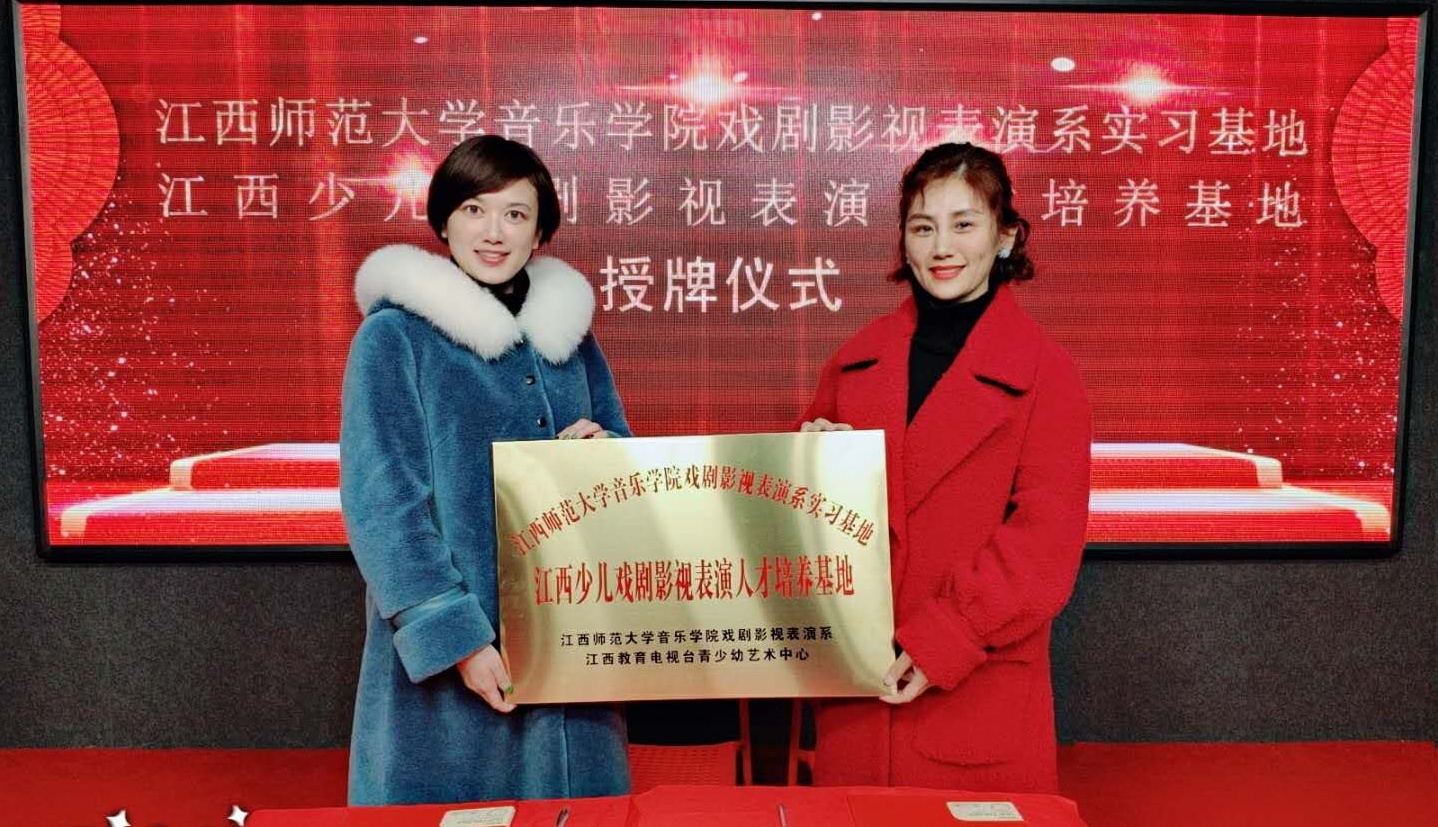 江西师范大学音乐学院戏剧影视表演系实习基地
江西少儿 剧影视表演 培养基地
授牌仪式
江西师范大学音乐学院戏剧影视表演系实习基地
江西少儿戏剧影视表演人才培养基地
江西师范大学音乐学院戏剧影视表演系
江西教育电视台青少幼艺术中心